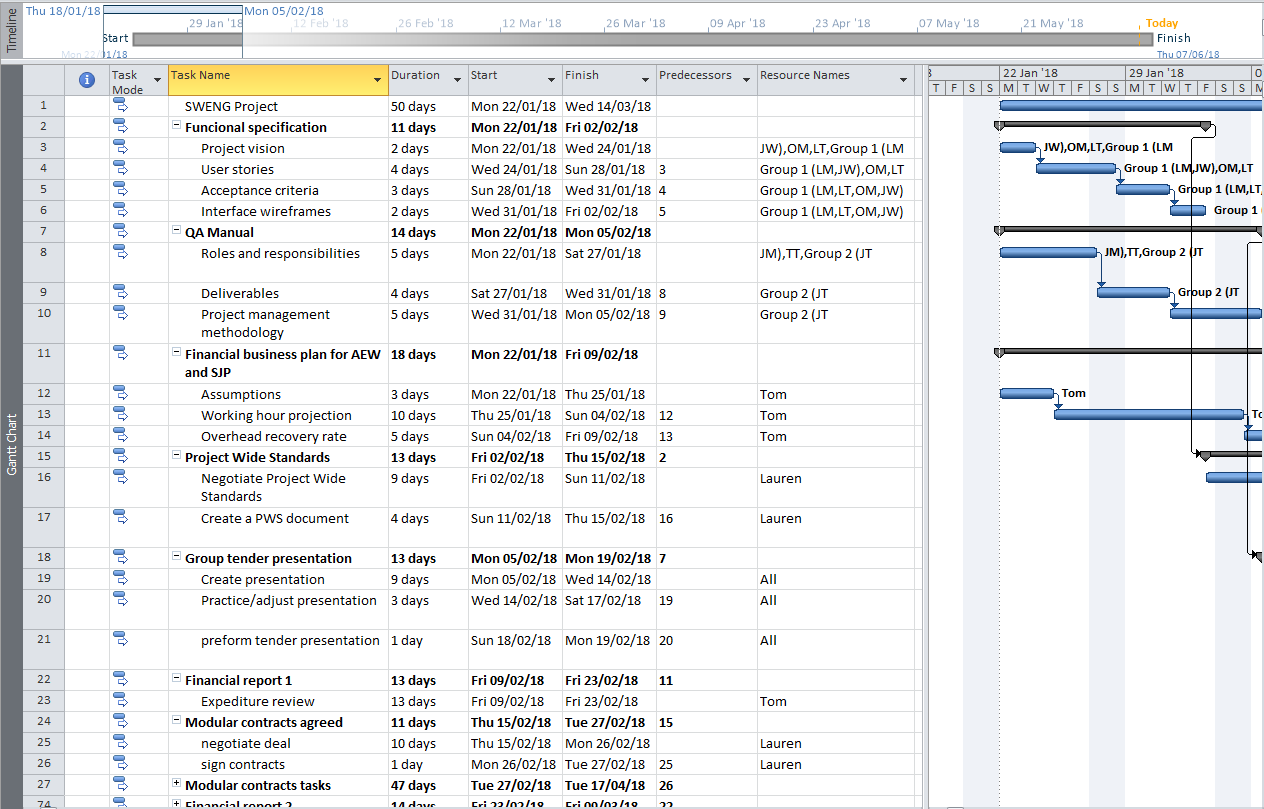 Timeline
Thu 18/01/18 Mon 05/02/18
29 Jan '18 12 Feb '18 26 Feb '18 12 Mar '18 26 Mar '18 09 Apr '18 23 Apr '18 07 May '18 21 May '18 Today
Start Finish
Mon 22/01/18 Thu 07/06/18
Gantt Chart
Task Mode Task Name Duration Start Finish Predecessors Resource Names
22 Jan '18 29 Jan '18
T F S S M T W T F S S M T W T F S S M
1 SWENG Project 50 days Mon 22/01/18 Wed 14/03/18
2 Funcional specification 11 days Mon 22/01/18 Fri 02/02/18
3 Project vision 2 days Mon 22/01/18 Wed 24/01/18 JW),OM,LT,Group 1 (LM JW),OM,LT,Group 1 (LM
4 User stories 4 days Wed 24/01/18 Sun 28/01/18 3 Group 1 (LM,JW),OM,LT Group 1 (LM,JW),OM,LT
5 Acceptance criteria 3 days Sun 28/01/18 Wed 31/01/18 4 Group 1 (LM,LT,OM,JW) Group 1 (LM,LT,
6 Interface wireframes 2 days Wed 31/01/18 Fri 02/02/18 5 Group 1 (LM,LT,OM,JW) Group 1
7 QA Manual 14 days Mon 22/01/18 Mon 05/02/18
8 Roles and responsibilities 5 days Mon 22/01/18 Sat 27/01/18 JM),TT,Group 2 (JT JM),TT,Group 2 (JT
9 Deliverables 4 days Sat 27/01/18 Wed 31/01/18 8 Group 2 (JT Group 2 (JT
10 Project management 5 days Wed 31/01/18 Mon 05/02/18 9 Group 2 (JT
methodology
11 Financial business plan for AEW 18 days Mon 22/01/18 Fri 09/02/18
and SJP
12 Assumptions 3 days Mon 22/01/18 Thu 25/01/18 Tom Tom
13 Working hour projection 10 days Thu 25/01/18 Sun 04/02/18 12 Tom
14 Overhead recovery rate 5 days Sun 04/02/18 Fri 09/02/18 13 Tom
15 Project Wide Standards 13 days Fri 02/02/18 Thu 15/02/18 2
16 Negotiate Project Wide 9 days Fri 02/02/18 Sun 11/02/18 Lauren
Standards
17 Create a PWS document 4 days Sun 11/02/18 Thu 15/02/18 16 Lauren
18 Group tender presentation 13 days Mon 05/02/18 Mon 19/02/18 7
19 Create presentation 9 days Mon 05/02/18 Wed 14/02/18 All
20 Practice/adjust presentation 3 days Wed 14/02/18 Sat 17/02/18 19 All
21 preform tender presentation 1 day Sun 18/02/18 Mon 19/02/18 20 All
22 Financial report 1 13 days Fri 09/02/18 Fri 23/02/18 11
23 Expediture review 13 days Fri 09/02/18 Fri 23/02/18 Tom
24 Modular contracts agreed 11 days Thu 15/02/18 Tue 27/02/18 15
25 negotiate deal 10 days Thu 15/02/18 Mon 26/02/18 Lauren
26 sign contracts 1 day Mon 26/02/18 Tue 27/02/18 25 Lauren
27 Modular contracts tasks 47 days Tue 27/02/18 Tue 17/04/18 26
74 Financial report 2 14 days Fri 23/02/18 Fri 09/03/18 22